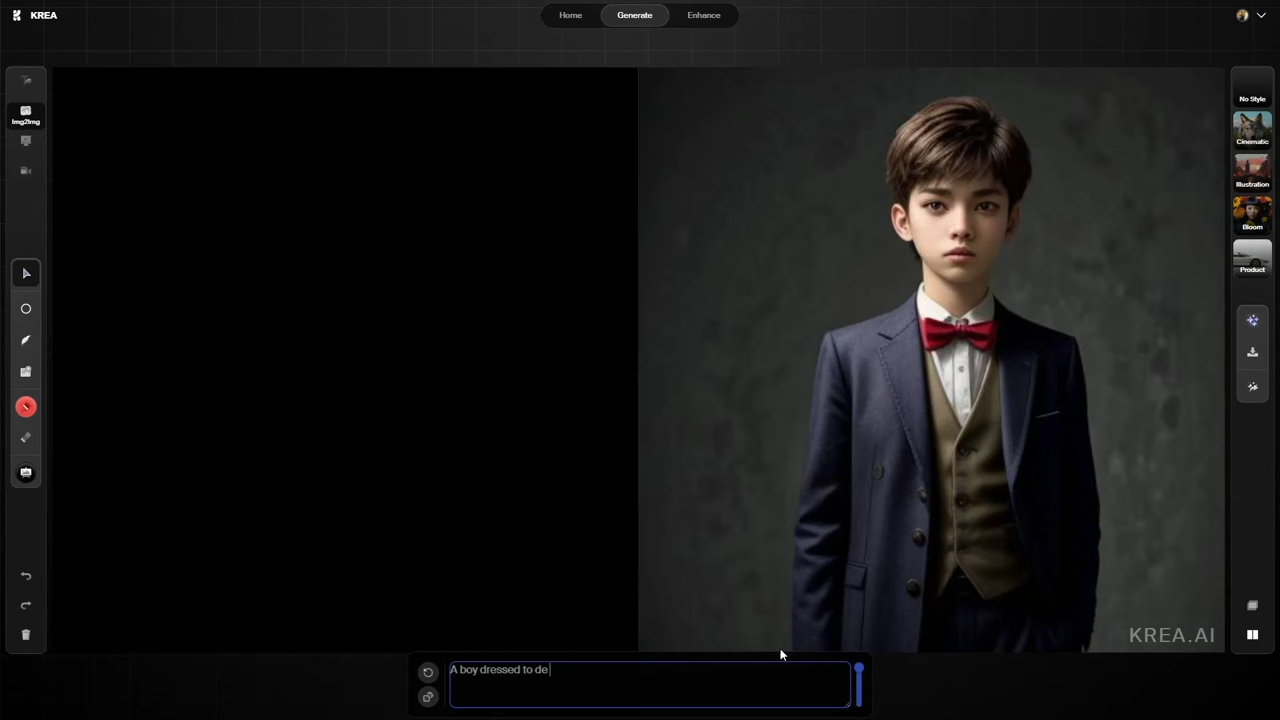 KREA
Home
Generate
Enhance
Img2Img
No Style
Cinematic
Illustration
Bloom
Product
KREA.AI
A boy dressed to de